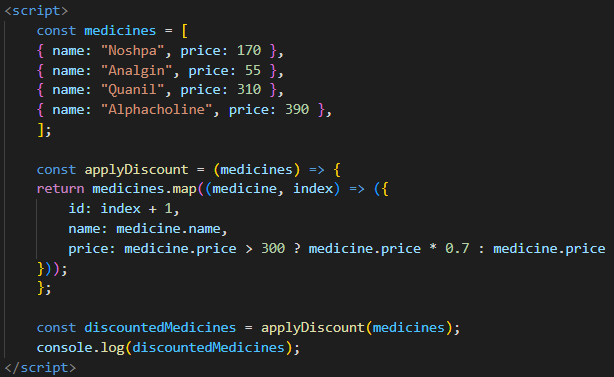 <script>
const medicines = [
{ name: "Noshpa", price: 170 },
{ name: "Analgin", price: 55 },
{ name: "Quanil", price: 310 },
{ name: "Alphacholine", price: 390 },
];
const applyDiscount = (medicines) => {
return medicines.map((medicine, index) => ({
id: index + 1,
name: medicine.name,
price: medicine.price > 300 ? medicine.price * 0.7 : medicine.price
}));
};
const discountedMedicines = applyDiscount(medicines);
console.log(discountedMedicines);
</script>